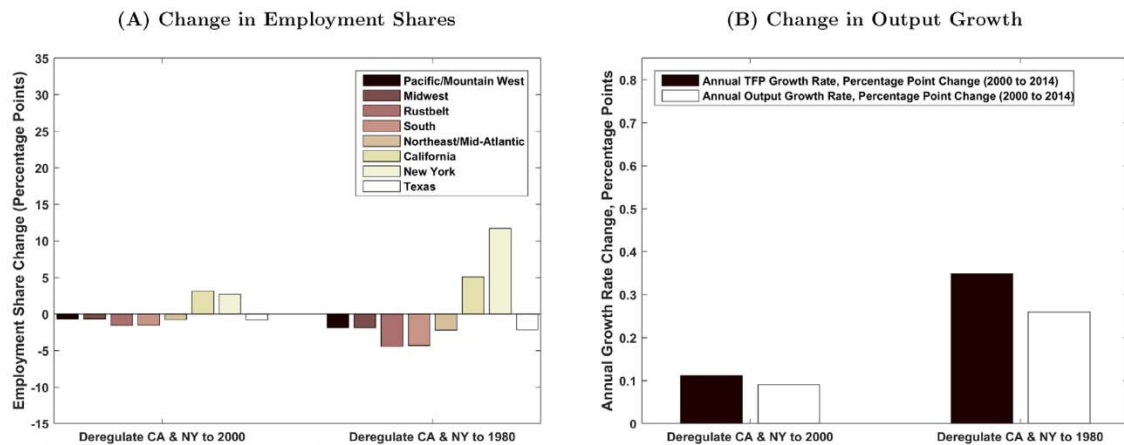 (A) Change in Employment Shares
Employment Share Change (Percentage Points)
35
30
25
20
15
10
5
0
-5
-10
-15
Pacific/Mountain West
Midwest
Rustbelt
South
Northeast/Mid-Atlantic
California
New York
Texas
Deregulate CA & NY to 2000
Deregulate CA & NY to 1980
(B) Change in Output Growth
Annual Growth Rate Change, Percentage Points
0.8
0.7
0.6
0.5
0.4
0.3
0.2
0.1
0
Annual TFP Growth Rate, Percentage Point Change (2000 to 2014)
Annual Output Growth Rate, Percentage Point Change (2000 to 2014)
Deregulate CA & NY to 2000
Deregulate CA & NY to 1980